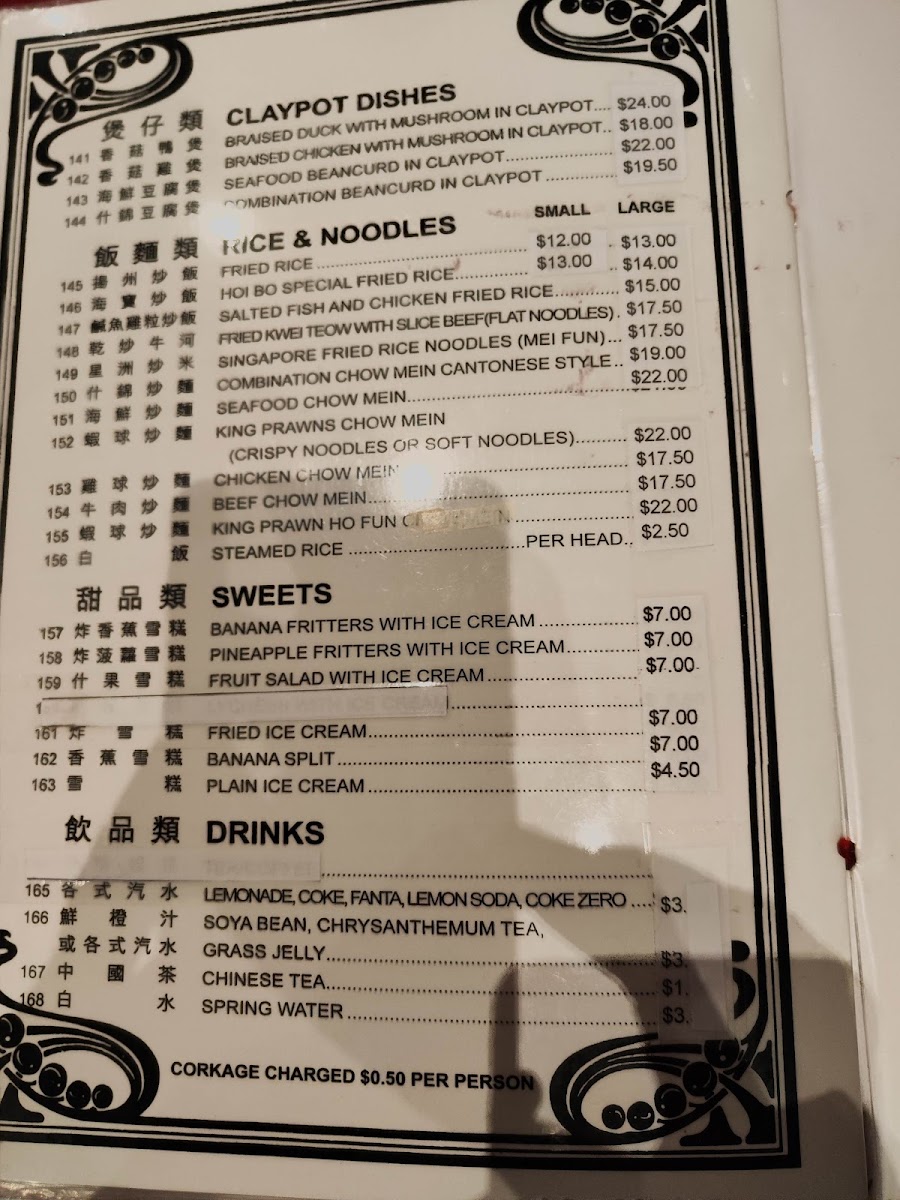 煲仔類 CLAYPOT DISHES
141 香菇鴨煲 BRAISED DUCK WITH MUSHROOM IN CLAYPOT.... $24.00
142 香菇雞煲 BRAISED CHICKEN WITH MUSHROOM IN CLAYPOT.. $18.00
143 海鮮豆腐煲 SEAFOOD BEANCURD IN CLAYPOT.................... $22.00
144 什錦豆腐煲 COMBINATION BEANCURD IN CLAYPOT ............. $19.50
飯麵類 RICE & NOODLES SMALL LARGE
145 揚州炒飯 FRIED RICE ........................................ $12.00 .. $13.00
146 海寶炒飯 HOI BO SPECIAL FRIED RICE.............. $13.00 .. $14.00
147 鹹魚雞粒炒飯 SALTED FISH AND CHICKEN FRIED RICE............ $15.00
148 乾炒牛河 FRIED KWEI TEOW WITH SLICE BEEF(FLAT NOODLES) . $17.50
149 星洲炒米 SINGAPORE FRIED RICE NOODLES (MEI FUN)... $17.50
150 什錦炒麵 COMBINATION CHOW MEIN CANTONESE STYLE.. $19.00
151 海鮮炒麵 SEAFOOD CHOW MEIN.................................... $22.00
152 蝦球炒麵 KING PRAWNS CHOW MEIN
(CRISPY NOODLES OR SOFT NOODLES).......... $22.00
153 雞球炒麵 CHICKEN CHOW MEIN...................................... $17.50
154 牛肉炒麵 BEEF CHOW MEIN............................................ $17.50
155 蝦球炒麵 KING PRAWN HO FUN CHOW MEIN .................... $22.00
156 白飯 STEAMED RICE ................................PER HEAD.. $2.50
甜品類 SWEETS
157 炸香蕉雪糕 BANANA FRITTERS WITH ICE CREAM .................. $7.00
158 炸菠蘿雪糕 PINEAPPLE FRITTERS WITH ICE CREAM............. $7.00
159 什果雪糕 FRUIT SALAD WITH ICE CREAM........................... $7.00
1 LYCHEES WITH ICE CREAM
161 炸雪糕 FRIED ICE CREAM................................................ $7.00
162 香蕉雪糕 BANANA SPLIT...................................................... $7.00
163 雪糕 PLAIN ICE CREAM ................................................ $4.50
飲品類 DRINKS
165 各式汽水 LEMONADE, COKE, FANTA, LEMON SODA, COKE ZERO .... $3.
166 鮮橙汁 SOYA BEAN, CHRYSANTHEMUM TEA,
或各式汽水 GRASS JELLY......................................................... $3.
167 中國茶 CHINESE TEA......................................................... $1.
168 白水 SPRING WATER ...................................................... $3.
CORKAGE CHARGED $0.50 PER PERSON